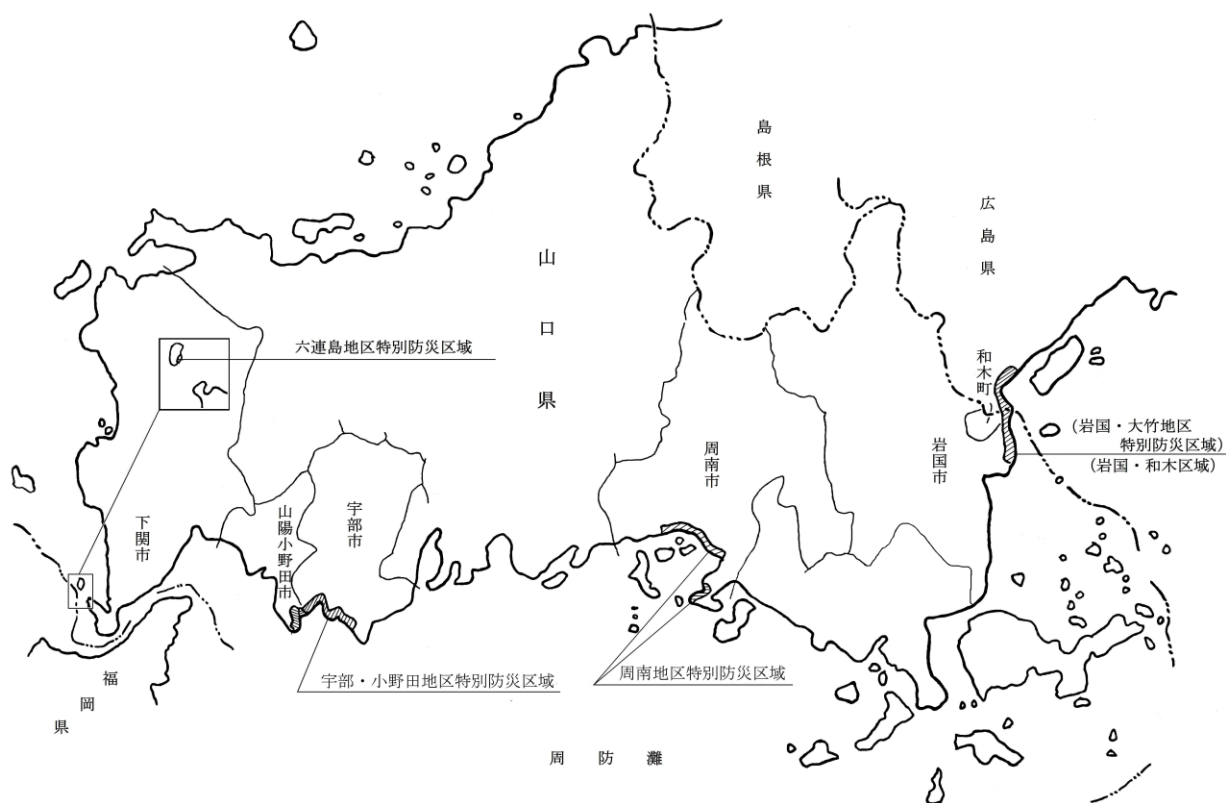 島根県
広島県
山口県
六連島地区特別防災区域
和木町
(岩国・大竹地区
特別防災区域)
(岩国・和木区域)
岩国市
周南市
宇部市
山陽小野田市
下関市
宇部・小野田地区特別防災区域
周南地区特別防災区域
福岡県
周防灘